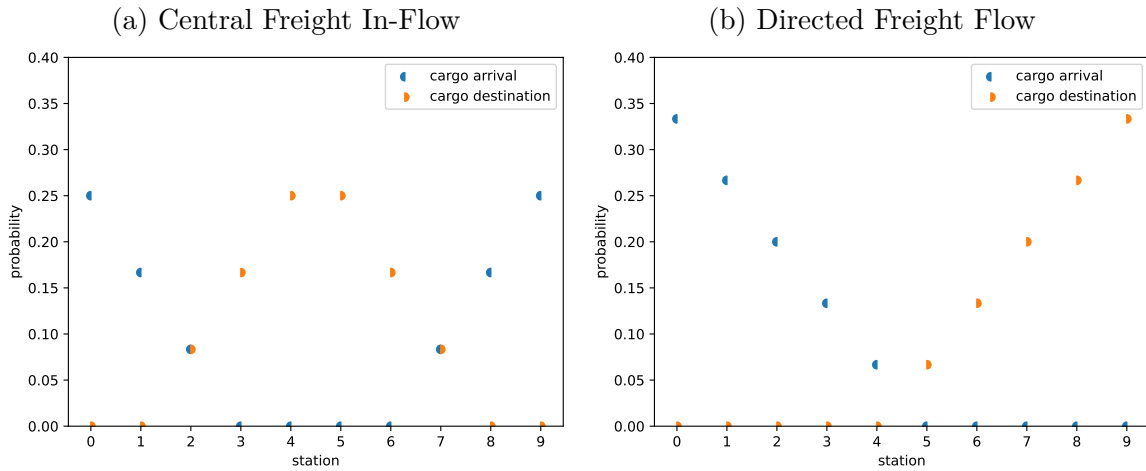 (a) Central Freight In-Flow
0.40
0.35
0.30
0.25
0.20
0.15
0.10
0.05
0.00
probability
cargo arrival
cargo destination
0 1 2 3 4 5 6 7 8 9
station
(b) Directed Freight Flow
0.40
0.35
0.30
0.25
0.20
0.15
0.10
0.05
0.00
probability
cargo arrival
cargo destination
0 1 2 3 4 5 6 7 8 9
station